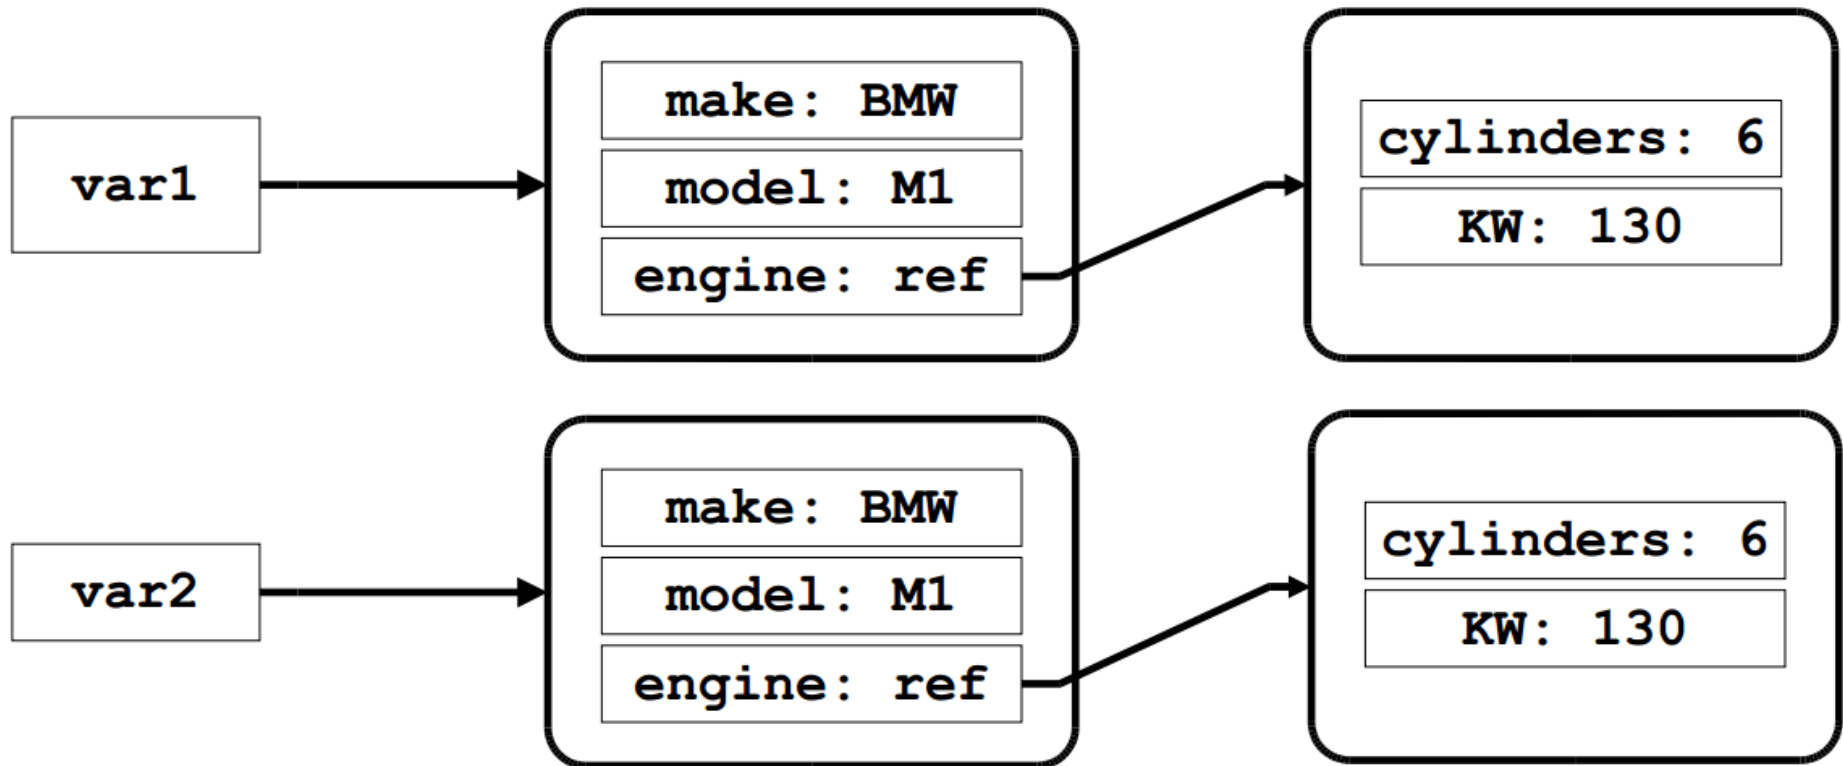 var1
make: BMW
model: M1
engine: ref
cylinders: 6
KW: 130
var2
make: BMW
model: M1
engine: ref
cylinders: 6
KW: 130